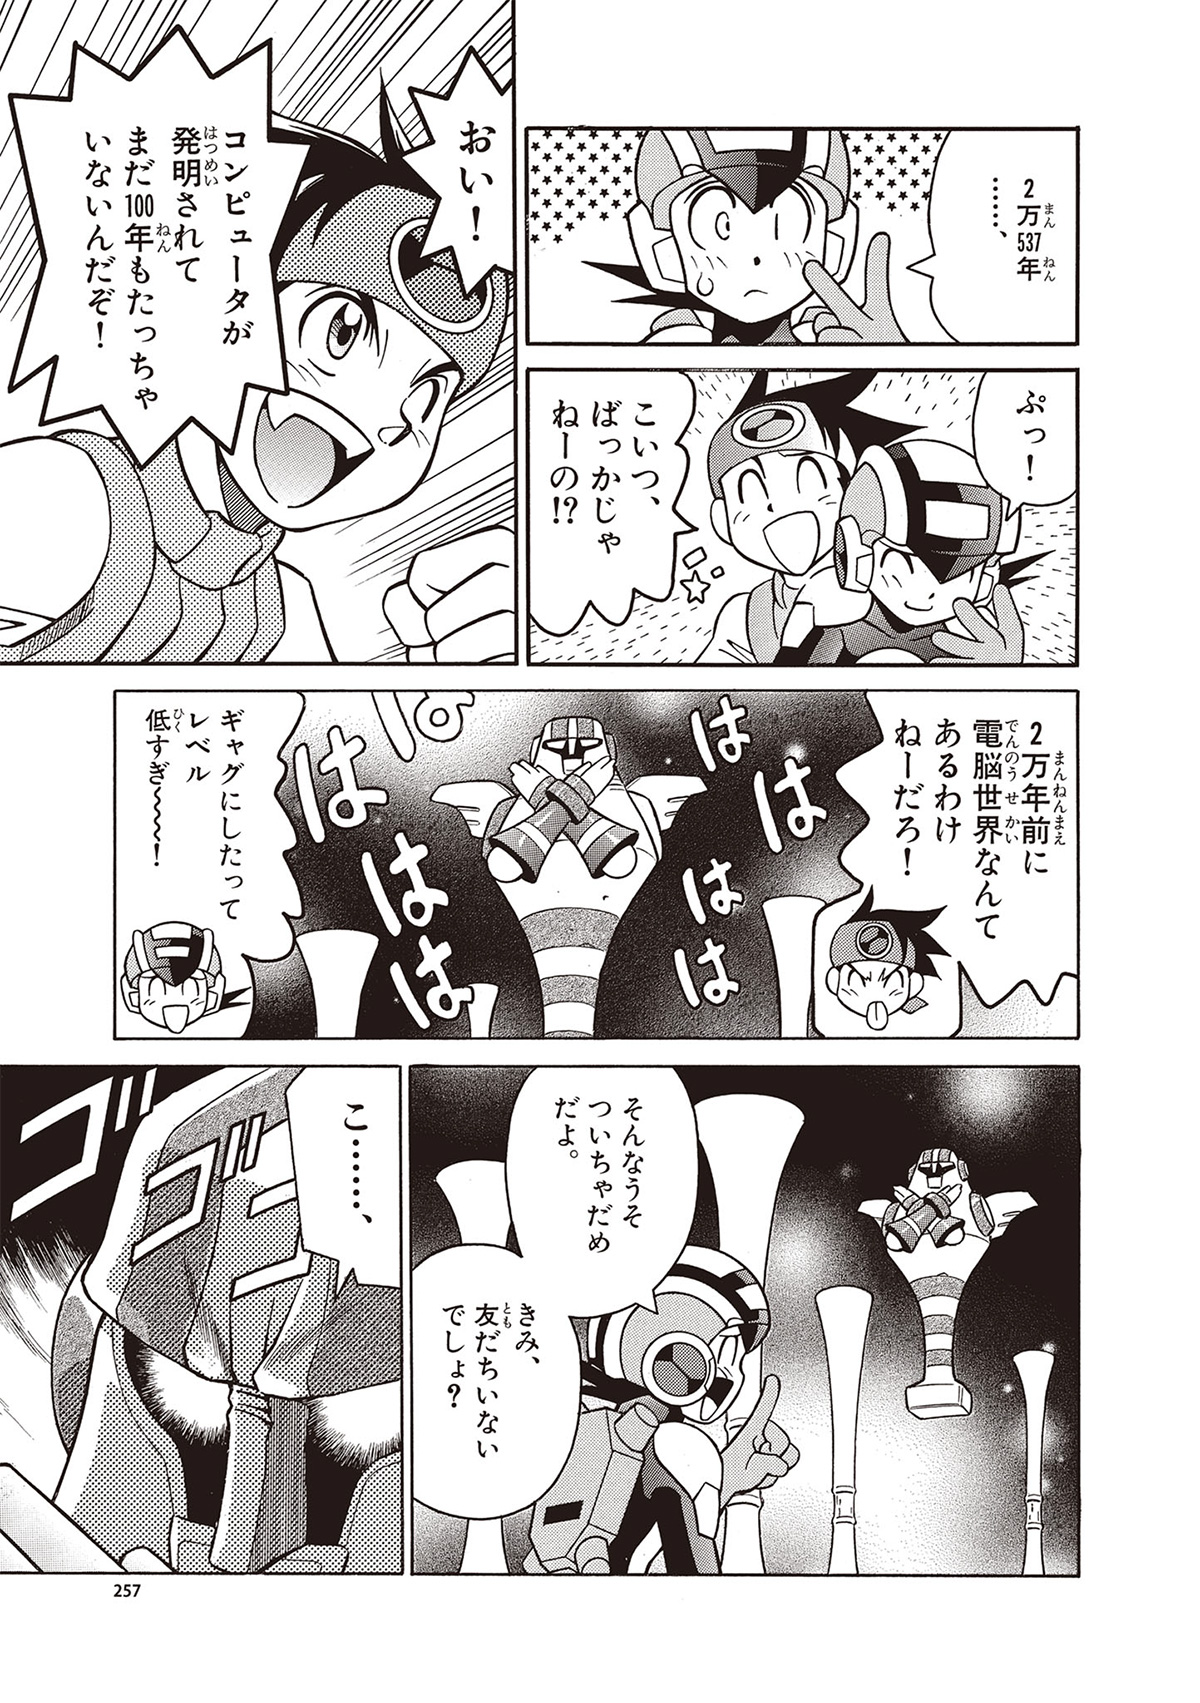 2万537年
……、
ぷっ！
こいつ、
ばっかじゃ
ねーの!?
おい！
コンピュータが
発明されて
まだ100年もたっちゃ
いないんだぞ！
2万年前に
電脳世界なんて
あるわけ
ねーだろ！
はははは
はははは
ギャグにしたって
レベル
低すぎ〜〜〜〜！
そんなうそ
ついちゃだめ
だよ。
きみ、
友だちいない
でしょ？
こ……、
ゴゴゴ
257